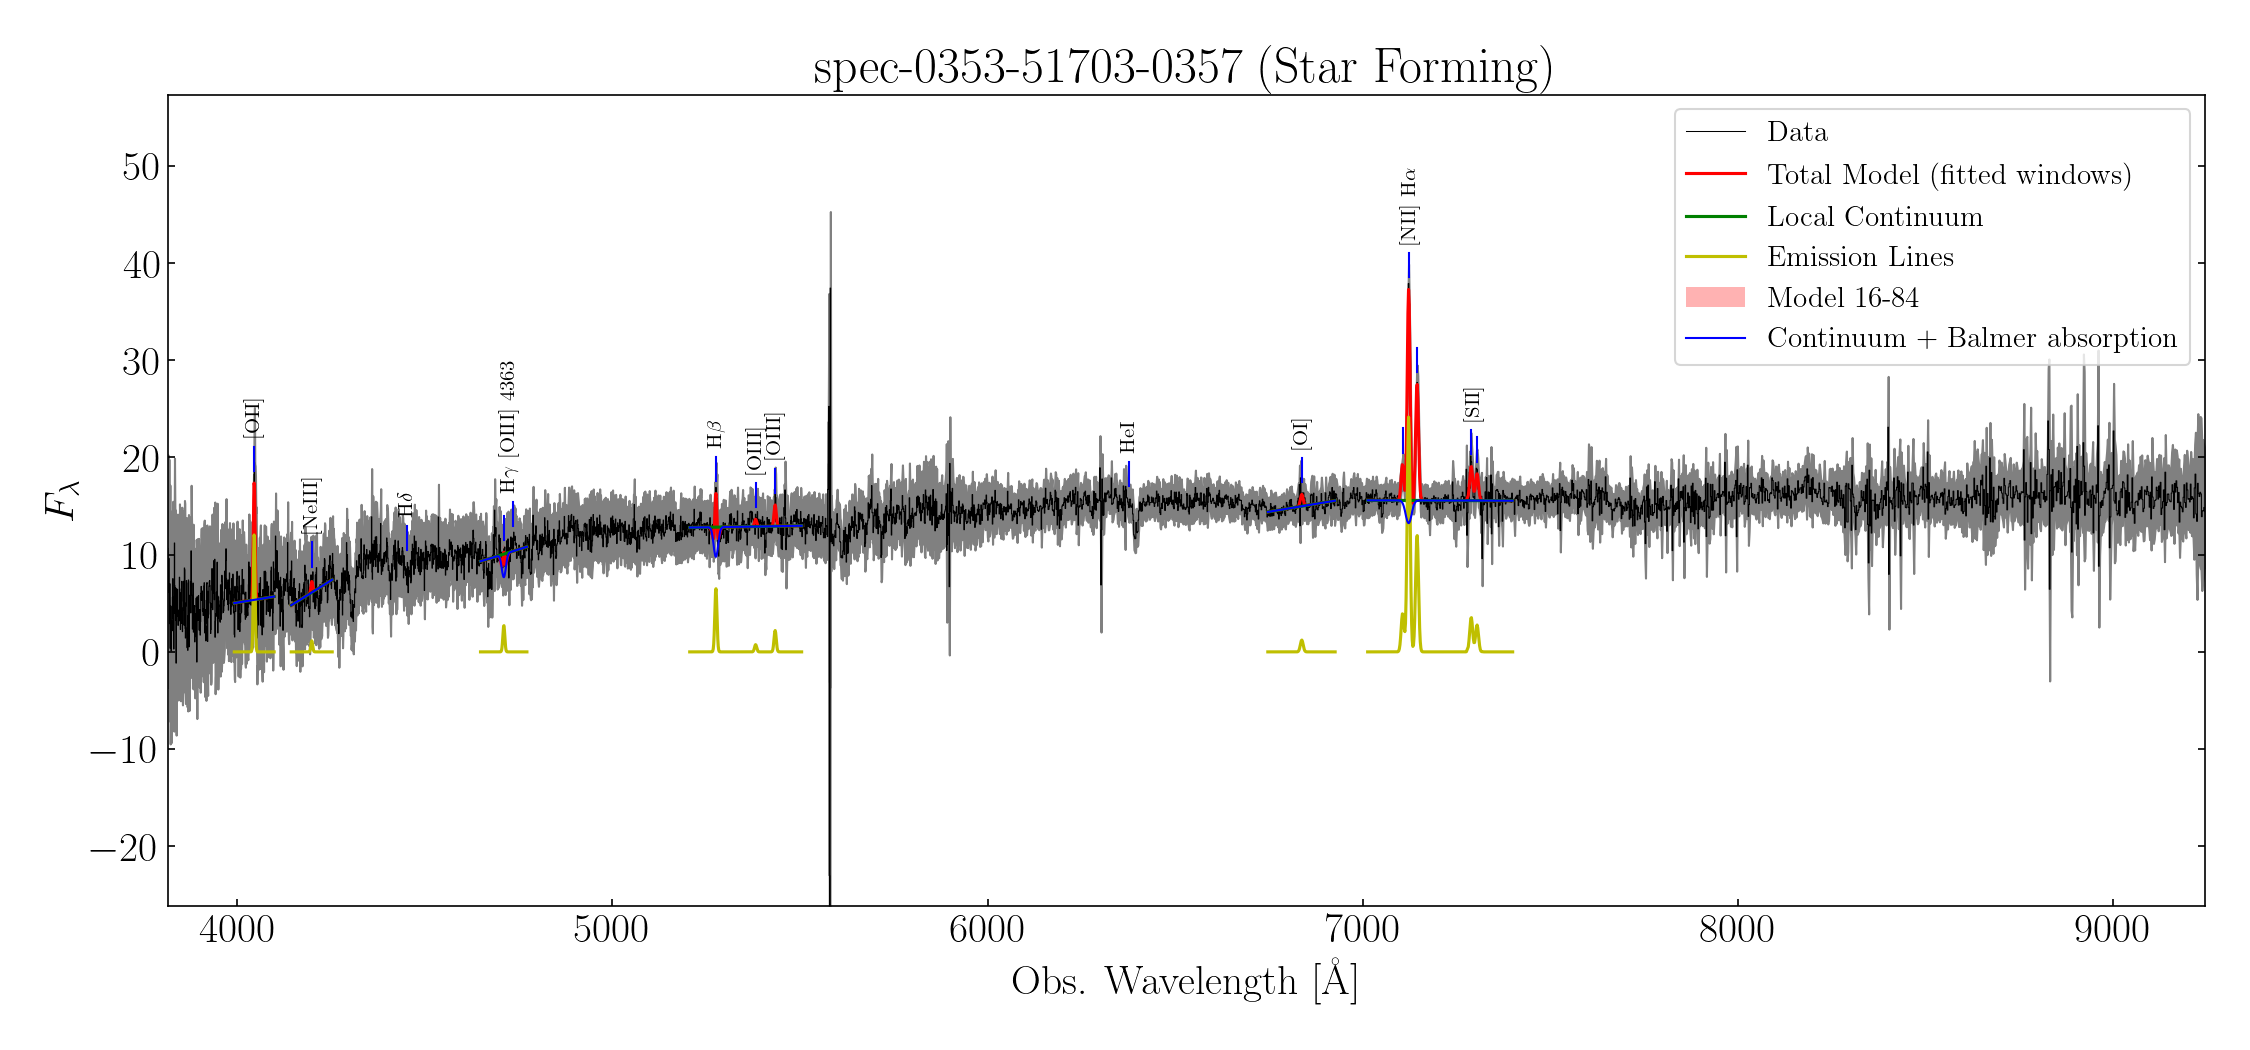 spec-0353-51703-0357 (Star Forming)
Data
Total Model (fitted windows)
Local Continuum
Emission Lines
Model 16-84
Continuum + Balmer absorption
[OII]
[NeIII]
Hδ
Hγ [OIII] 4363
Hβ
[OIII]
[OIII]
HeI
[OI]
[NII] Hα
[SII]
50
40
30
20
10
0
−10
−20
Fλ
4000
5000
6000
7000
8000
9000
Obs. Wavelength [Å]